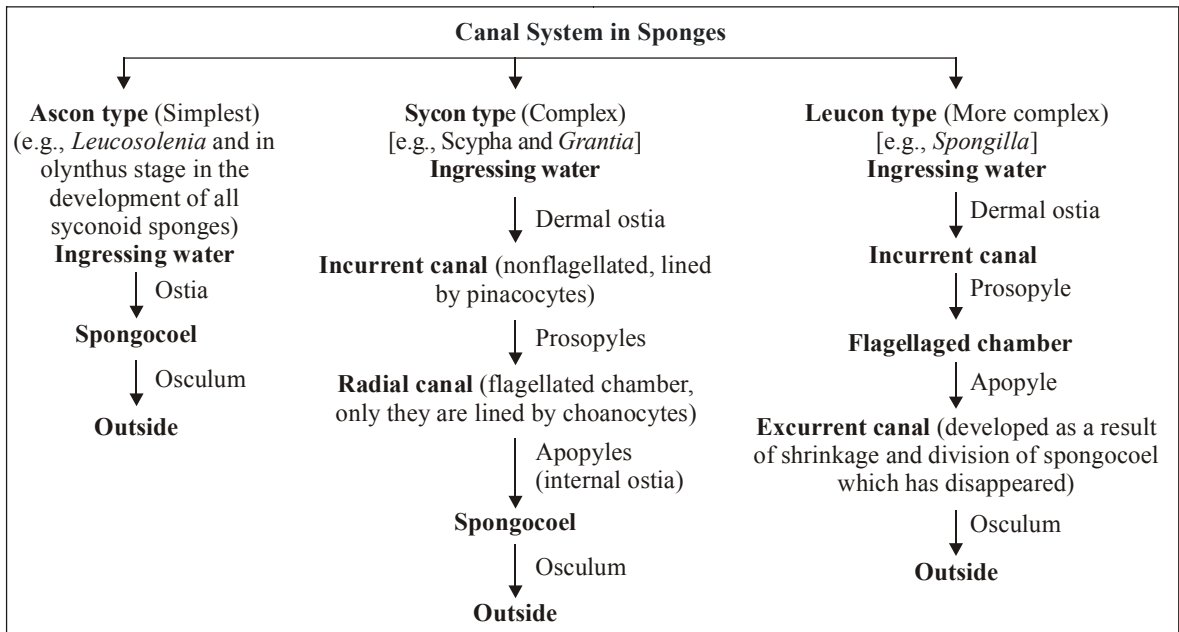 Canal System in Sponges
Ascon type (Simplest)
(e.g., Leucosolenia and in
olynthus stage in the
development of all
syconoid sponges)
Ingressing water
Ostia
Spongocoel
Osculum
Outside
Sycon type (Complex)
[e.g., Scypha and Grantia]
Ingressing water
Dermal ostia
Incurrent canal (nonflagellated, lined
by pinacocytes)
Prosopyles
Radial canal (flagellated chamber,
only they are lined by choanocytes)
Apopyles
(internal ostia)
Spongocoel
Osculum
Outside
Leucon type (More complex)
[e.g., Spongilla]
Ingressing water
Dermal ostia
Incurrent canal
Prosopyle
Flagellaged chamber
Apopyle
Excurrent canal (developed as a result
of shrinkage and division of spongocoel
which has disappeared)
Osculum
Outside